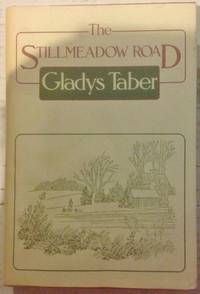 The
STILLMEADOW ROAD
Gladys Taber